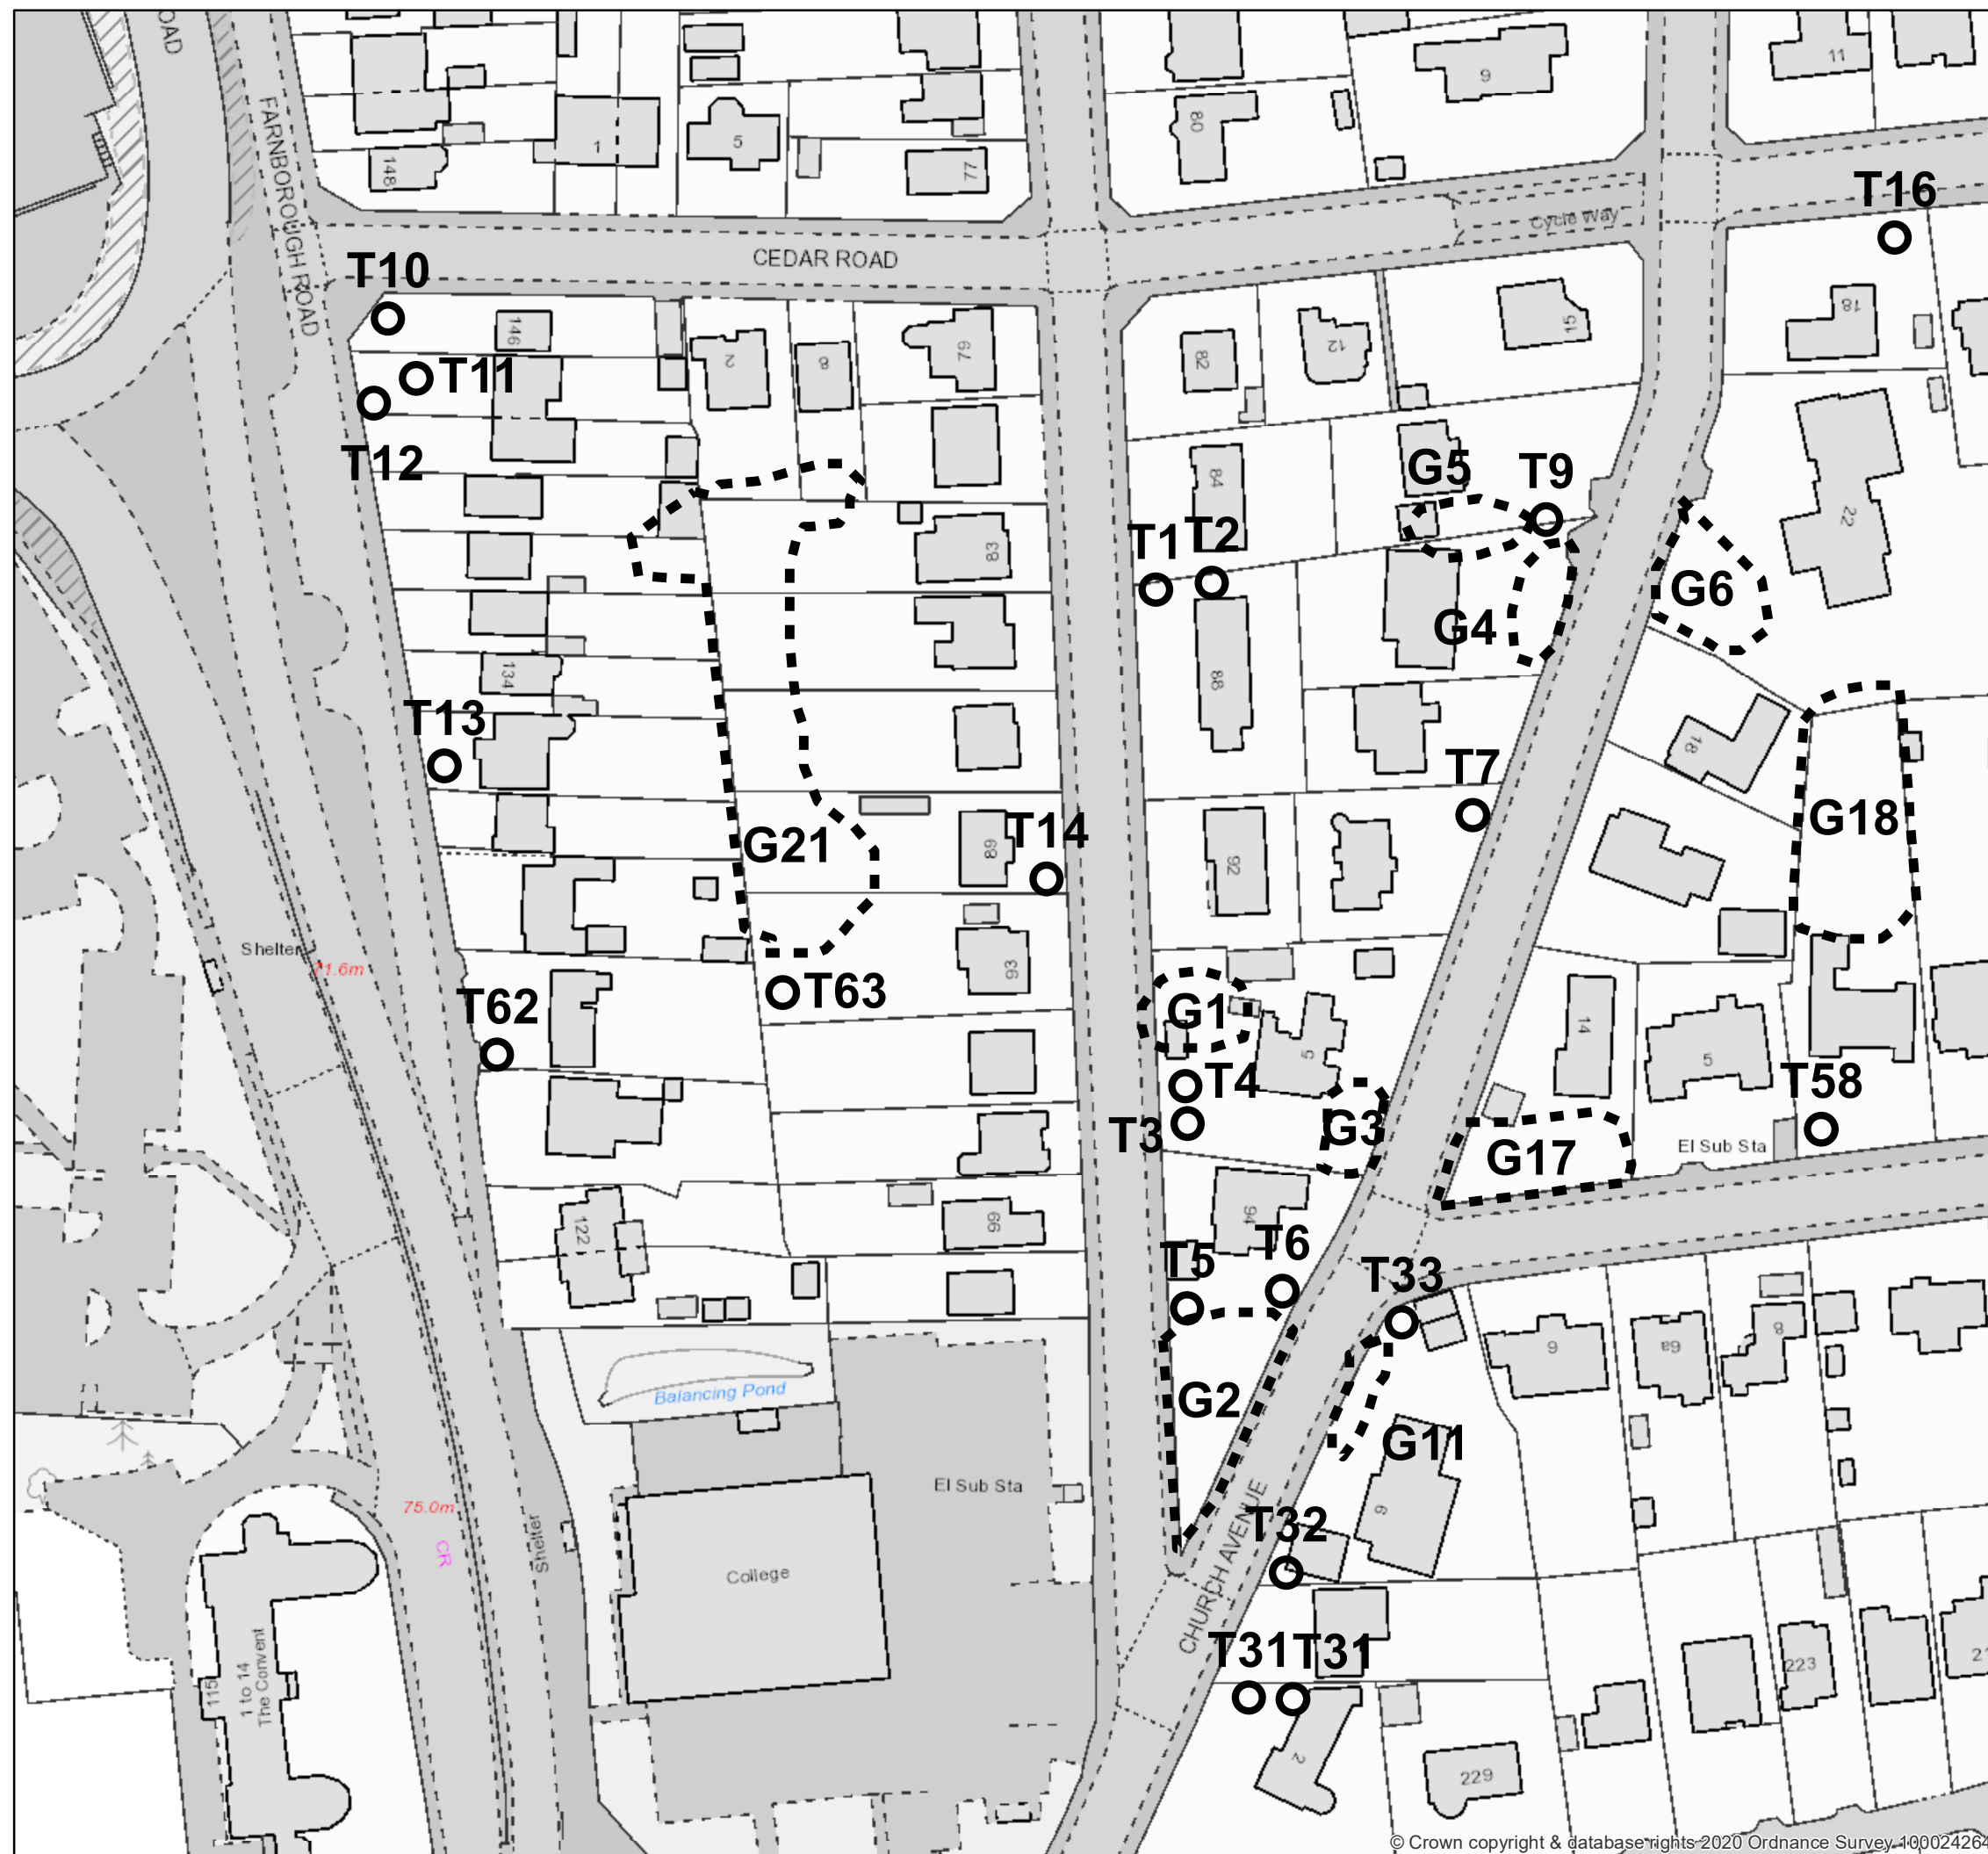 OAD
FARNBOROUGH ROAD
148
1
5
77
80
9
11
T16
Cycle Way
CEDAR ROAD
T10
146
2
8
79
82
12
15
18
T11
T12
84
G5
T9
22
83
T1
T2
G6
G4
134
88
T13
18
T7
G21
89
T14
92
G18
Shelter
71.6m
93
T63
T62
G1
5
14
5
T58
T4
T3
G3
G17
El Sub Sta
122
99
94
T5
T6
T33
6
6a
8
Balancing Pond
G2
G11
El Sub Sta
75.0m
CR
Shelter
College
CHURCH AVENUE
T32
9
1 to 14
The Convent
115
T31
T31
223
21
2
229
© Crown copyright & database rights 2020 Ordnance Survey 100024264